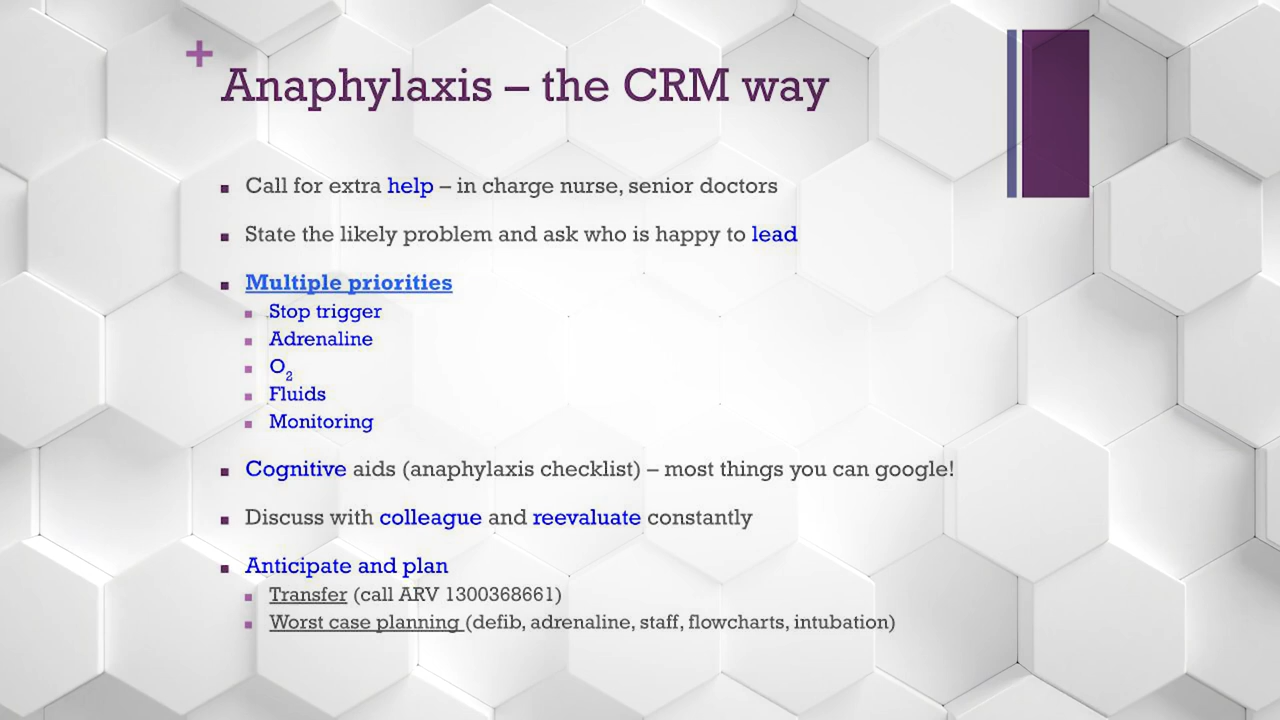 Anaphylaxis – the CRM way
Call for extra help – in charge nurse, senior doctors
State the likely problem and ask who is happy to lead
Multiple priorities
Stop trigger
Adrenaline
O₂
Fluids
Monitoring
Cognitive aids (anaphylaxis checklist) – most things you can google!
Discuss with colleague and reevaluate constantly
Anticipate and plan
Transfer (call ARV 1300368661)
Worst case planning (defib, adrenaline, staff, flowcharts, intubation)